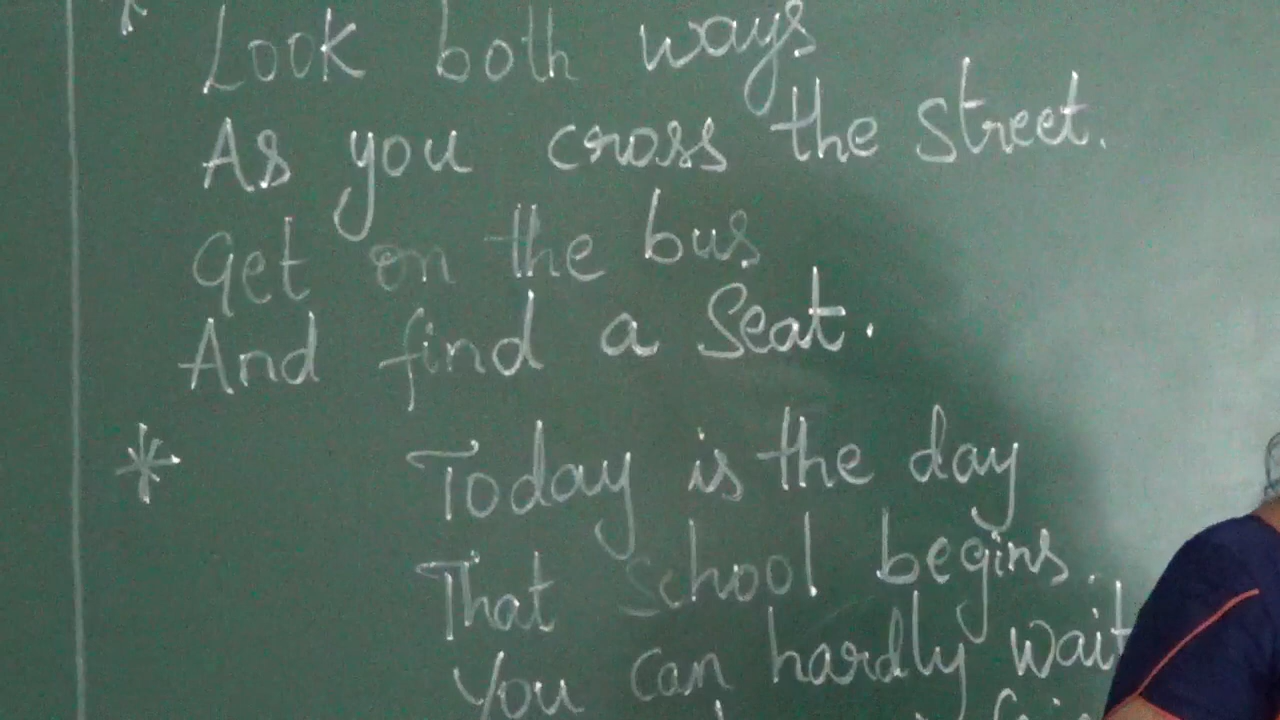 * Look both ways
As you cross the street.
Get on the bus
And find a seat.
* Today is the day
That school begins.
You can hardly wait